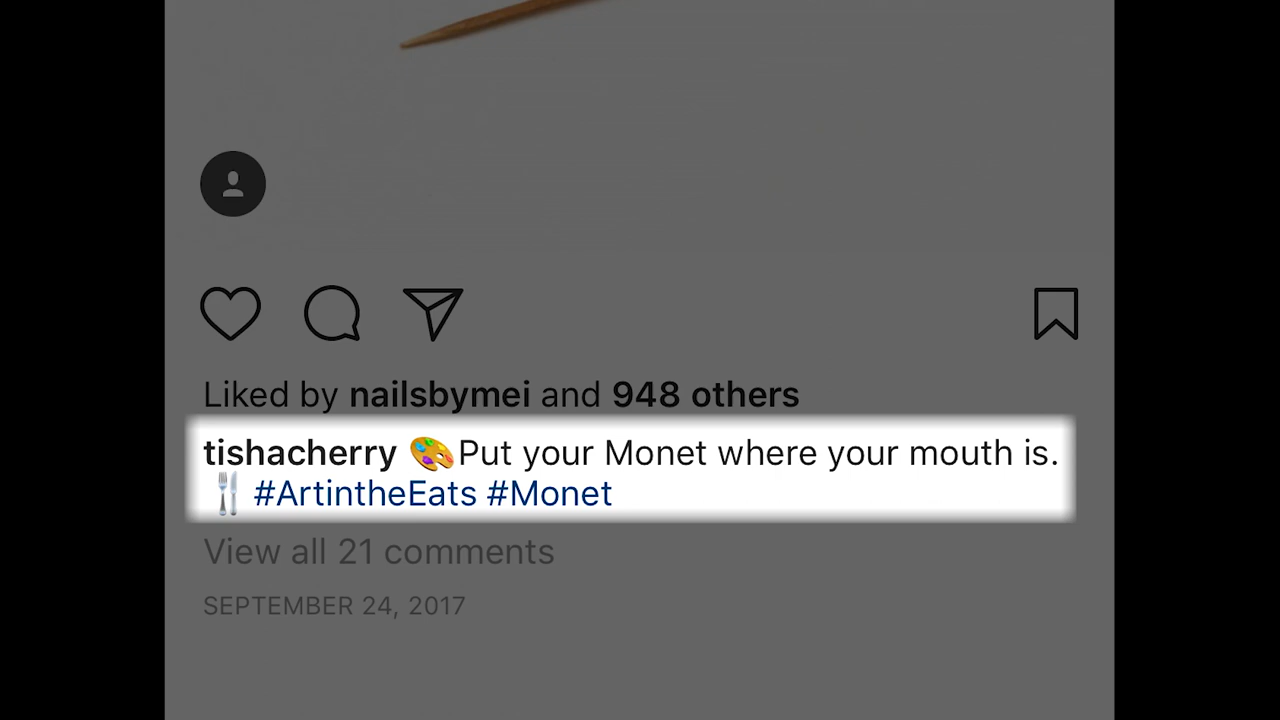 Liked by nailsbymei and 948 others
tishacherry 🎨Put your Monet where your mouth is.
🍴 #ArtintheEats #Monet
View all 21 comments
SEPTEMBER 24, 2017